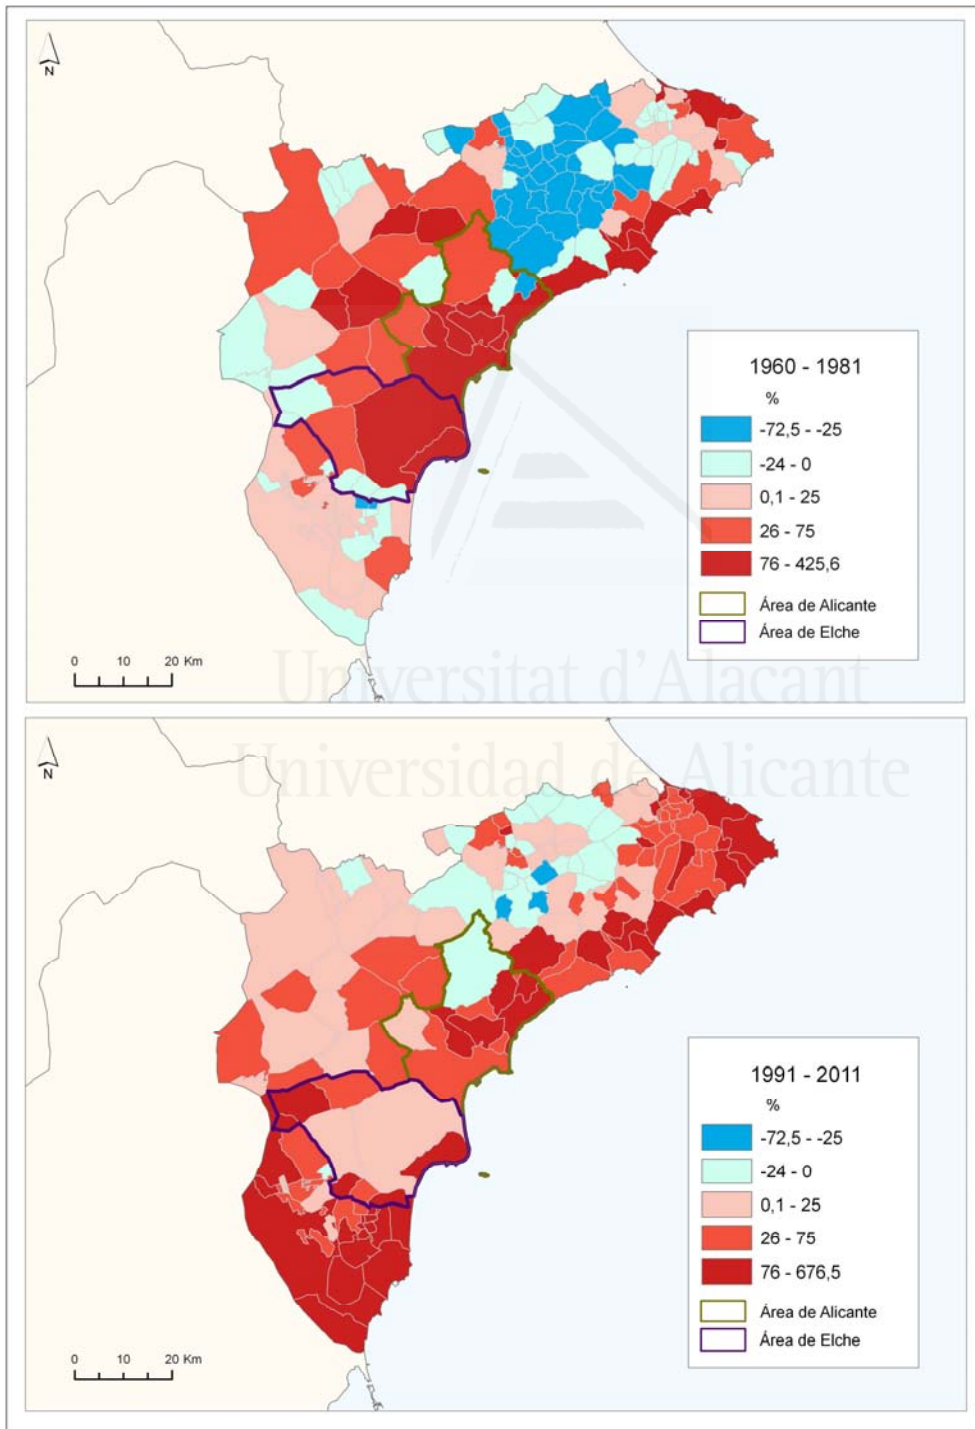 N
1960 - 1981
%
-72,5 - -25
-24 - 0
0,1 - 25
26 - 75
76 - 425,6
Área de Alicante
Área de Elche
0 10 20 Km
Universitat d'Alacant
Universidad de Alicante
N
1991 - 2011
%
-72,5 - -25
-24 - 0
0,1 - 25
26 - 75
76 - 676,5
Área de Alicante
Área de Elche
0 10 20 Km